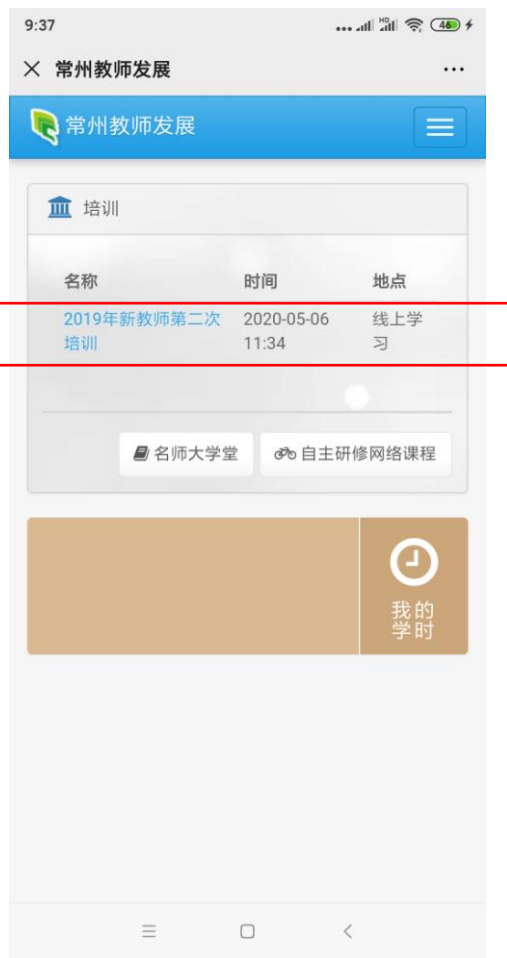 9:37
HD
46
常州教师发展
常州教师发展
培训
名称 时间 地点
2019年新教师第二次 2020-05-06 线上学
培训 11:34 习
名师大学堂 自主研修网络课程
我的
学时